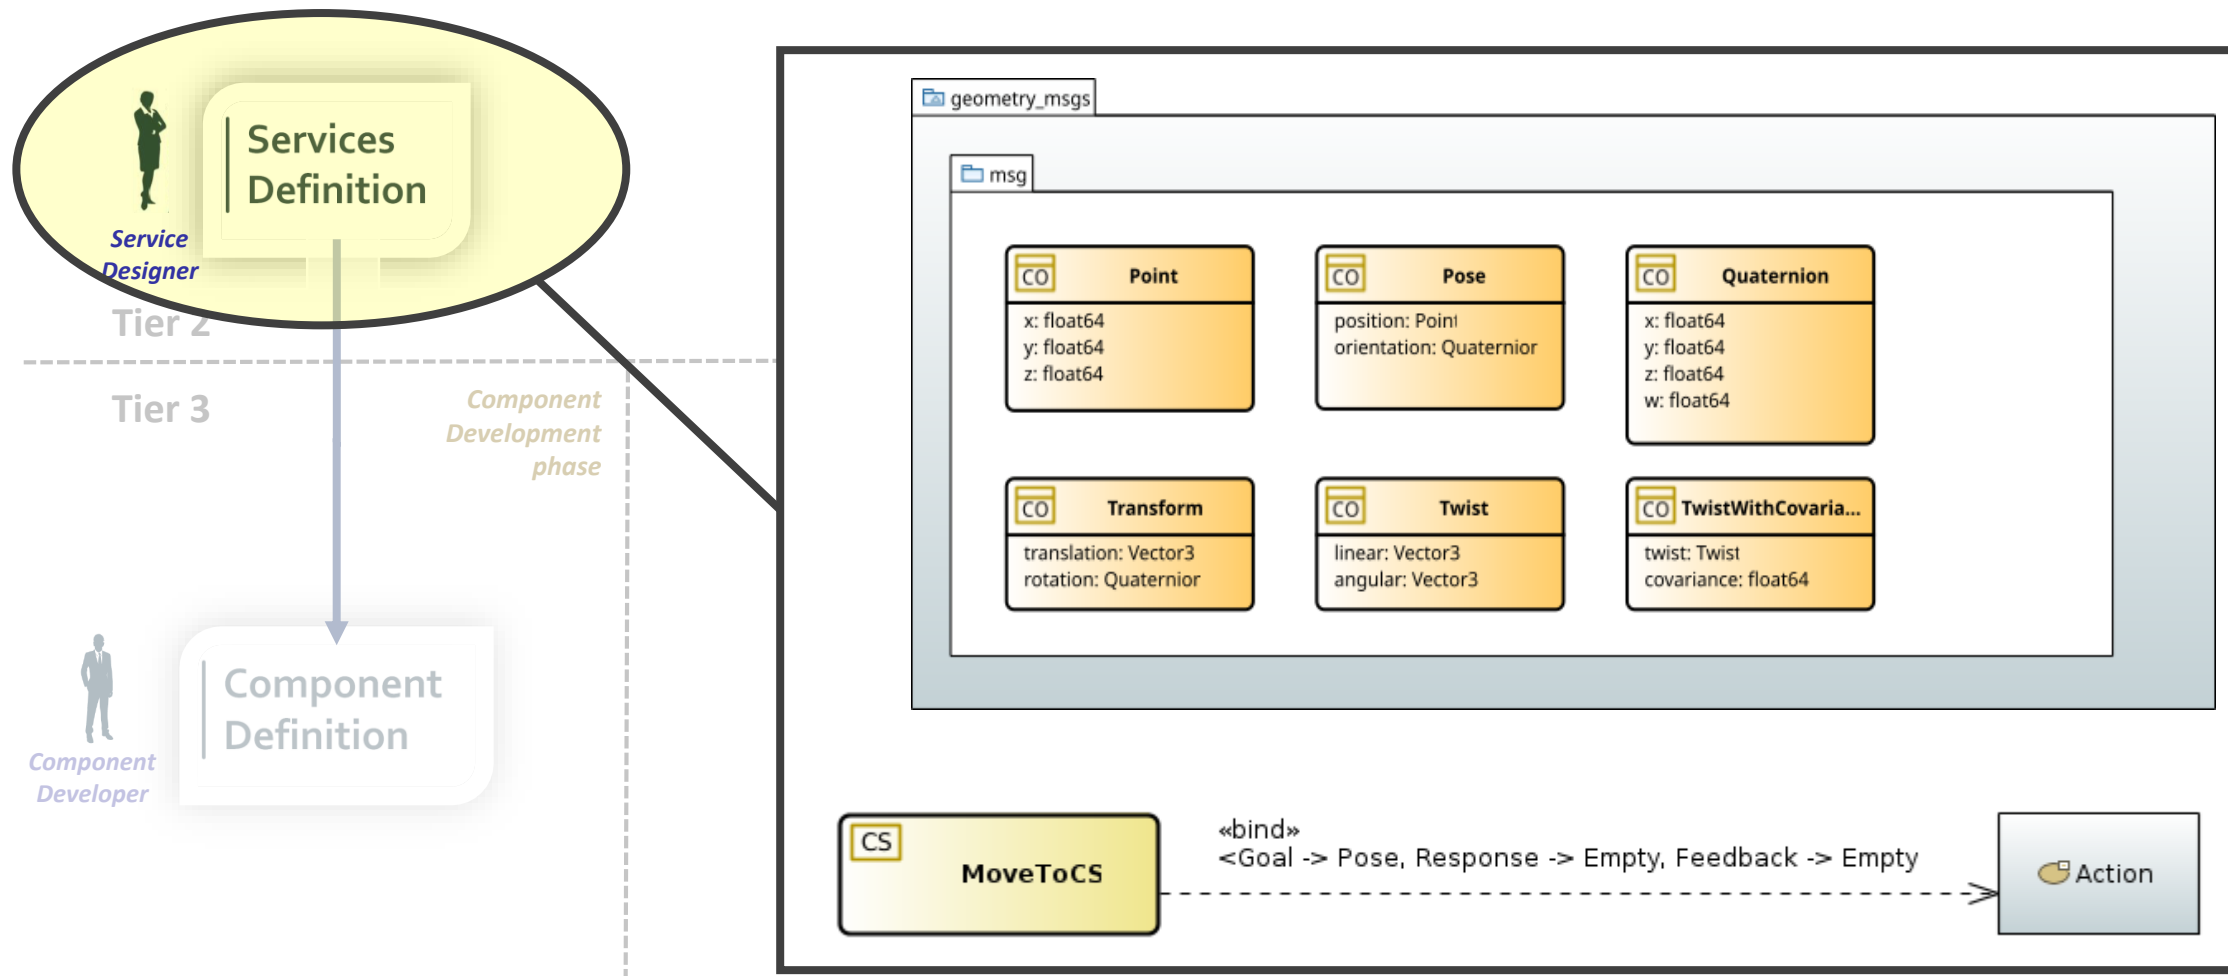 Services
Definition
Service
Designer
Tier 2
Tier 3
Component
Development
phase
Component
Definition
Component
Developer
geometry_msgs
msg
CO Point
x: float64
y: float64
z: float64
CO Pose
position: Point
orientation: Quaternior
CO Quaternion
x: float64
y: float64
z: float64
w: float64
CO Transform
translation: Vector3
rotation: Quaternior
CO Twist
linear: Vector3
angular: Vector3
CO TwistWithCovaria...
twist: Twist
covariance: float64
CS
MoveToCS
«bind»
<Goal -> Pose, Response -> Empty, Feedback -> Empty
Action